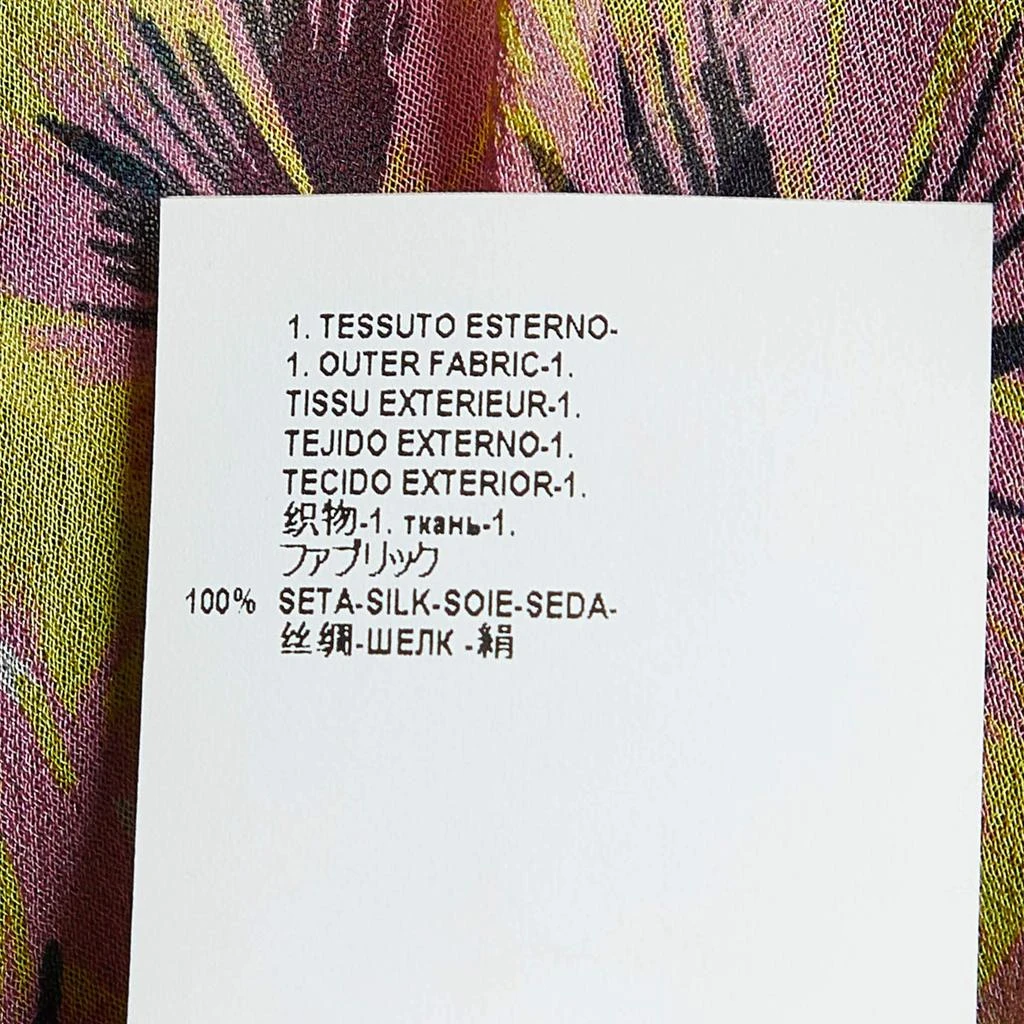 1. TESSUTO ESTERNO-
1. OUTER FABRIC-1.
TISSU EXTERIEUR-1.
TEJIDO EXTERNO-1.
TECIDO EXTERIOR-1.
织物-1. ткань-1.
ファブリック
100% SETA-SILK-SOIE-SEDA-
丝绸-ШЕЛК -絹